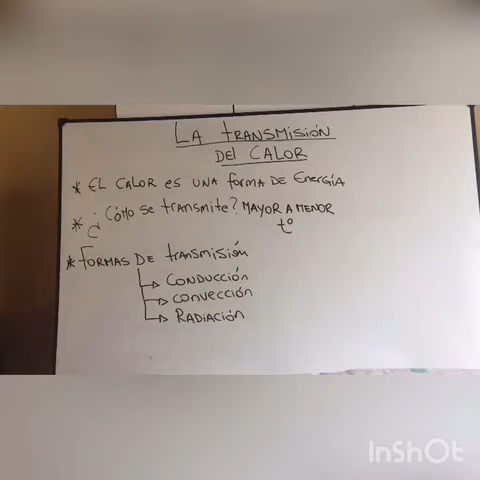 LA TRANSMISIÓN
DEL CALOR
* EL CALOR ES UNA FORMA DE ENERGÍA
* ¿CÓMO SE TRANSMITE? MAYOR A MENOR
t°
* FORMAS DE TRANSMISIÓN
CONDUCCIÓN
CONVECCIÓN
RADIACIÓN
InShOt